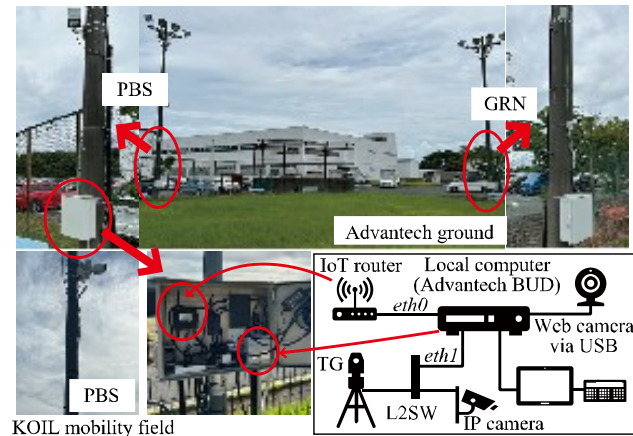 PBS
GRN
Advantech ground
IoT router
Local computer
(Advantech BUD)
eth0
Web camera
via USB
TG
eth1
L2SW
IP camera
PBS
KOIL mobility field